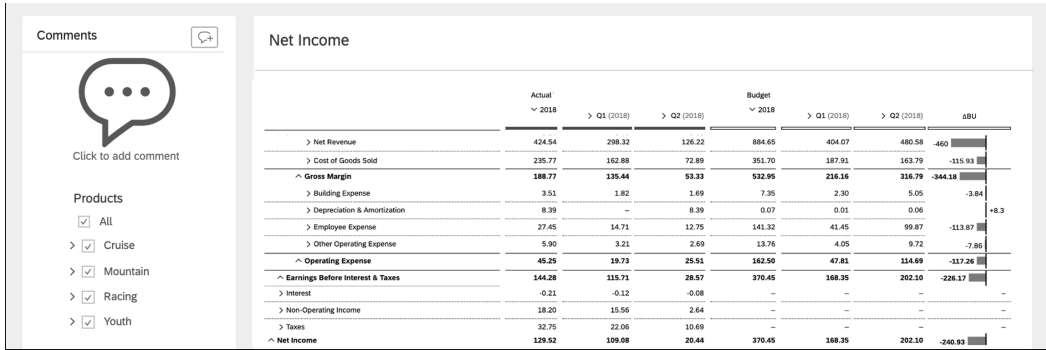 Comments
Click to add comment
Products
All
Cruise
Mountain
Racing
Youth
Net Income
Actual Budget
2018 Q1 (2018) Q2 (2018) 2018 Q1 (2018) Q2 (2018) ΔBU
Net Revenue 424.54 298.32 126.22 884.65 404.07 480.58 -460
Cost of Goods Sold 235.77 162.88 72.89 351.70 187.91 163.79 -115.93
Gross Margin 188.77 135.44 53.33 532.95 216.16 316.79 -344.18
Building Expense 3.51 1.82 1.69 7.35 2.30 5.05 -3.84
Depreciation & Amortization 8.39 – 8.39 0.07 0.01 0.06 +8.3
Employee Expense 27.45 14.71 12.75 141.32 41.45 99.87 -113.87
Other Operating Expense 5.90 3.21 2.69 13.76 4.05 9.72 -7.86
Operating Expense 45.25 19.73 25.51 162.50 47.81 114.69 -117.26
Earnings Before Interest & Taxes 144.28 115.71 28.57 370.45 168.35 202.10 -226.17
Interest -0.21 -0.12 -0.08 – – – –
Non-Operating Income 18.20 15.56 2.64 – – – –
Taxes 32.75 22.06 10.69 – – – –
Net Income 129.52 109.08 20.44 370.45 168.35 202.10 -240.93